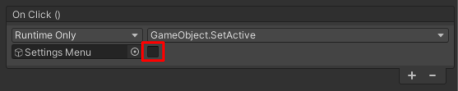 On Click ()
Runtime Only GameObject.SetActive
Settings Menu
+ -